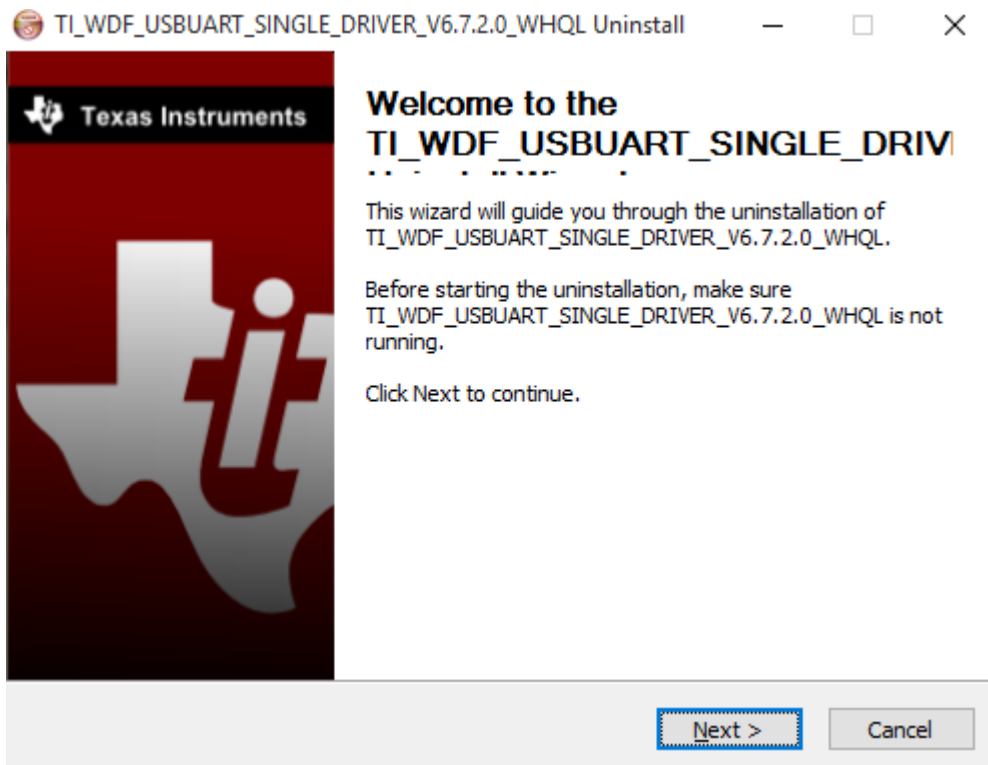 TI_WDF_USBUART_SINGLE_DRIVER_V6.7.2.0_WHQL Uninstall
Texas Instruments
Welcome to the
TI_WDF_USBUART_SINGLE_DRIV
This wizard will guide you through the uninstallation of
TI_WDF_USBUART_SINGLE_DRIVER_V6.7.2.0_WHQL.
Before starting the uninstallation, make sure
TI_WDF_USBUART_SINGLE_DRIVER_V6.7.2.0_WHQL is not
running.
Click Next to continue.
Next >
Cancel